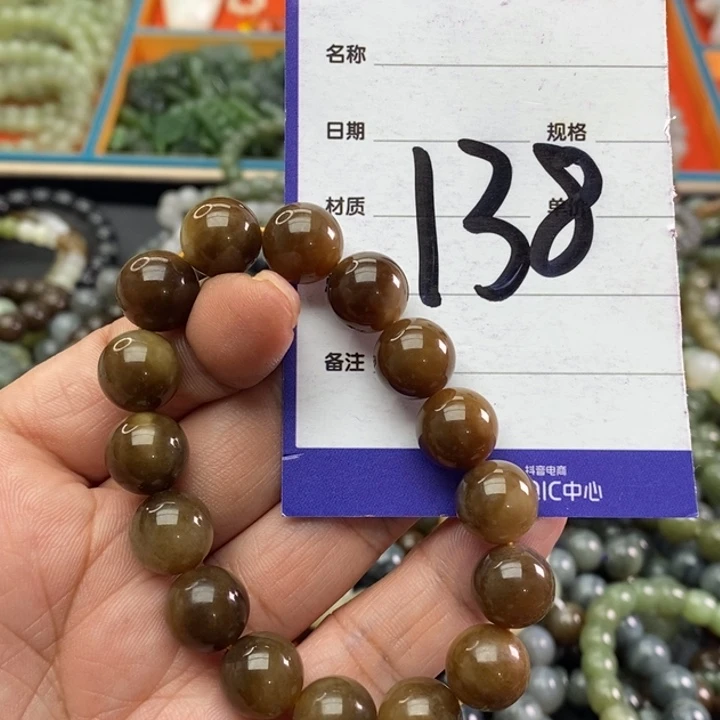 名称
日期 规格
材质 单价
138
备注
抖音电商
IC中心